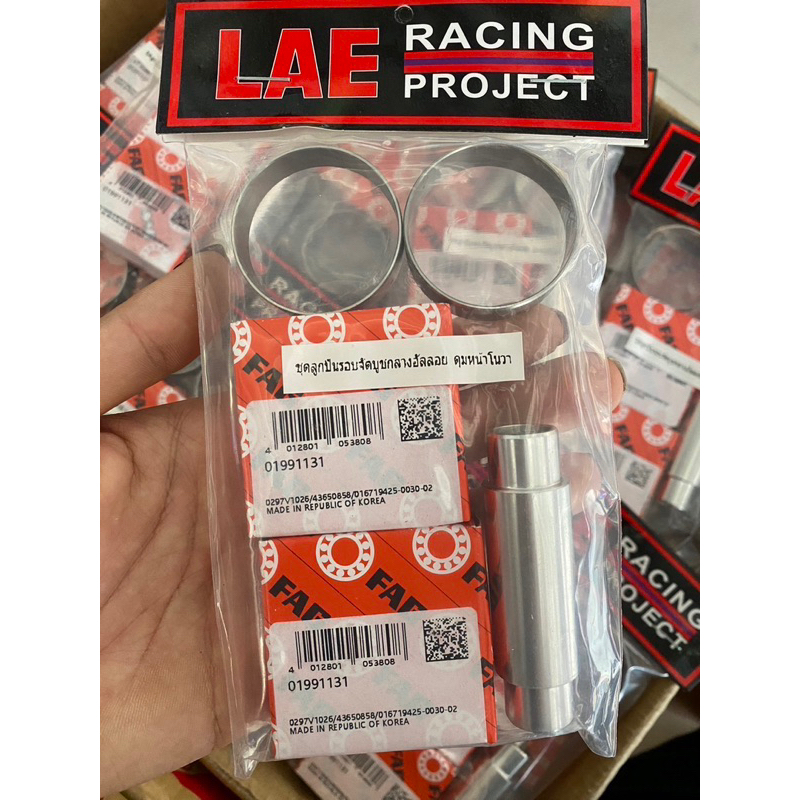 LAE
RACING
PROJECT
RACING
ชุดลูกปืนรอบจัดบูชกลางอัลลอย ดุมหน้าโนวา
FAG
4 012801 053808
01991131
0297V1026/43650858/016719425-0030-02
MADE IN REPUBLIC OF KOREA
FAG
4 012801 053808
01991131
0297V1026/43650858/016719425-0030-02
MADE IN REPUBLIC OF KOREA
01991131
LAE
RACING
PROJECT